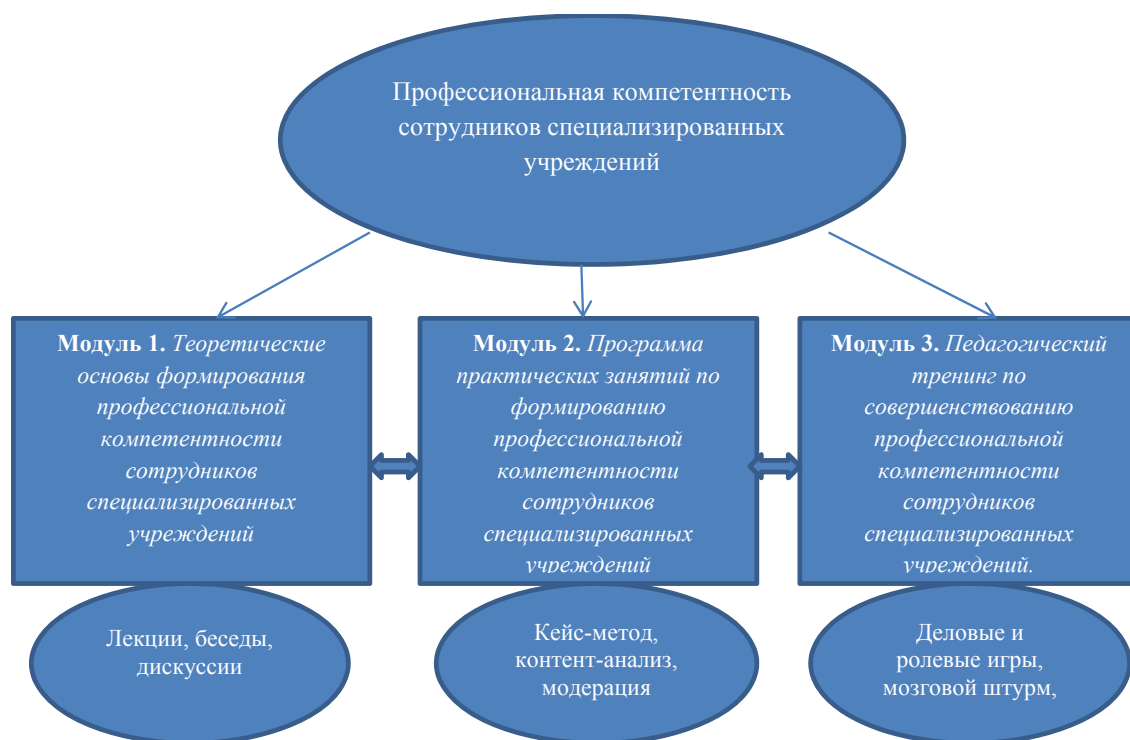 Профессиональная компетентность
сотрудников специализированных
учреждений
Модуль 1. Теоретические
основы формирования
профессиональной
компетентности
сотрудников
специализированных
учреждений
Модуль 2. Программа
практических занятий по
формированию
профессиональной
компетентности
сотрудников
специализированных
учреждений
Модуль 3. Педагогический
тренинг по
совершенствованию
профессиональной
компетентности
сотрудников
специализированных
учреждений.
Лекции, беседы,
дискуссии
Кейс-метод,
контент-анализ,
модерация
Деловые и
ролевые игры,
мозговой штурм,